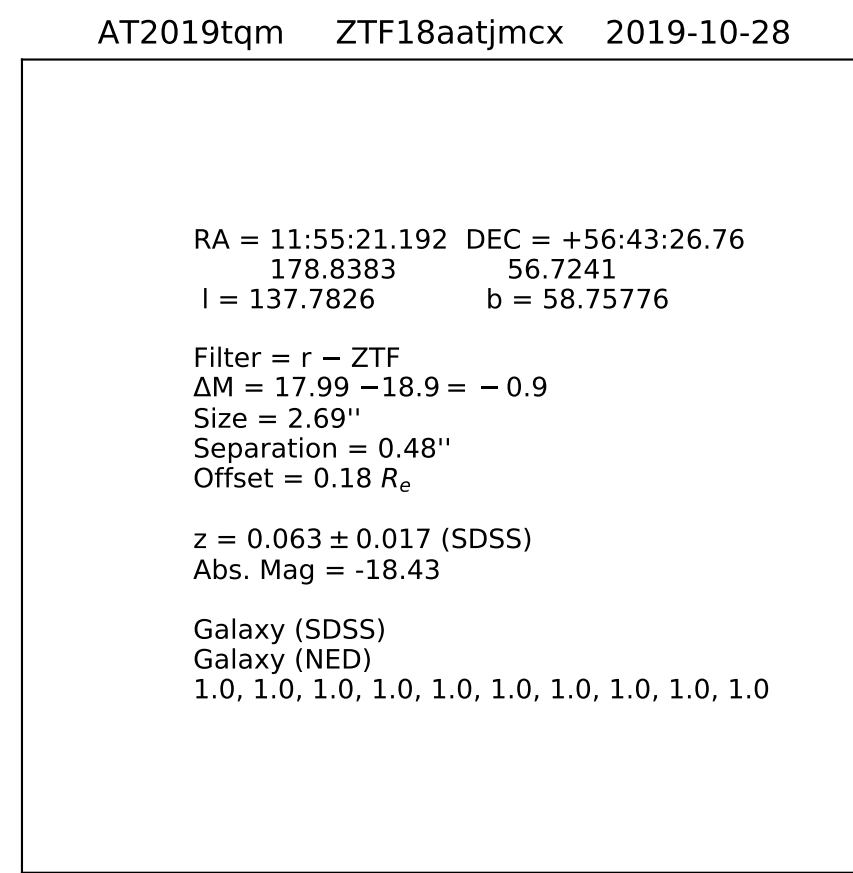 AT2019tqm ZTF18aatjmcx 2019-10-28
RA = 11:55:21.192 DEC = +56:43:26.76
178.8383 56.7241
l = 137.7826 b = 58.75776
Filter = r − ZTF
ΔM = 17.99 −18.9 = − 0.9
Size = 2.69''
Separation = 0.48''
Offset = 0.18 Rₑ
z = 0.063 ± 0.017 (SDSS)
Abs. Mag = -18.43
Galaxy (SDSS)
Galaxy (NED)
1.0, 1.0, 1.0, 1.0, 1.0, 1.0, 1.0, 1.0, 1.0, 1.0